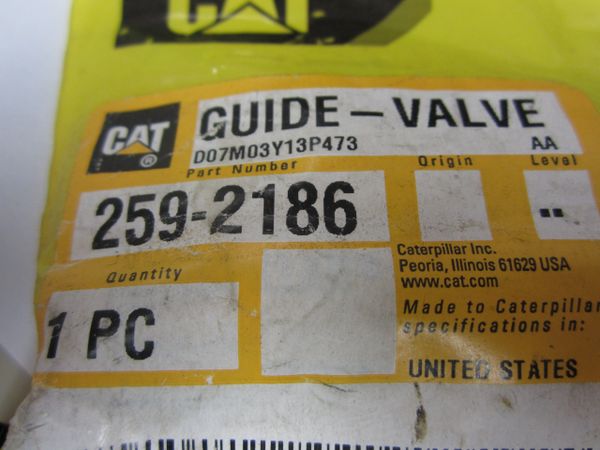 CAT
GUIDE-VALVE
CAT ®
D07M03Y13P473 AA
Part Number Origin Level
259-2186 --
Caterpillar Inc.
Peoria, Illinois 61629 USA
www.cat.com
Quantity
1 PC
Made to Caterpillar
specifications in:
UNITED STATES